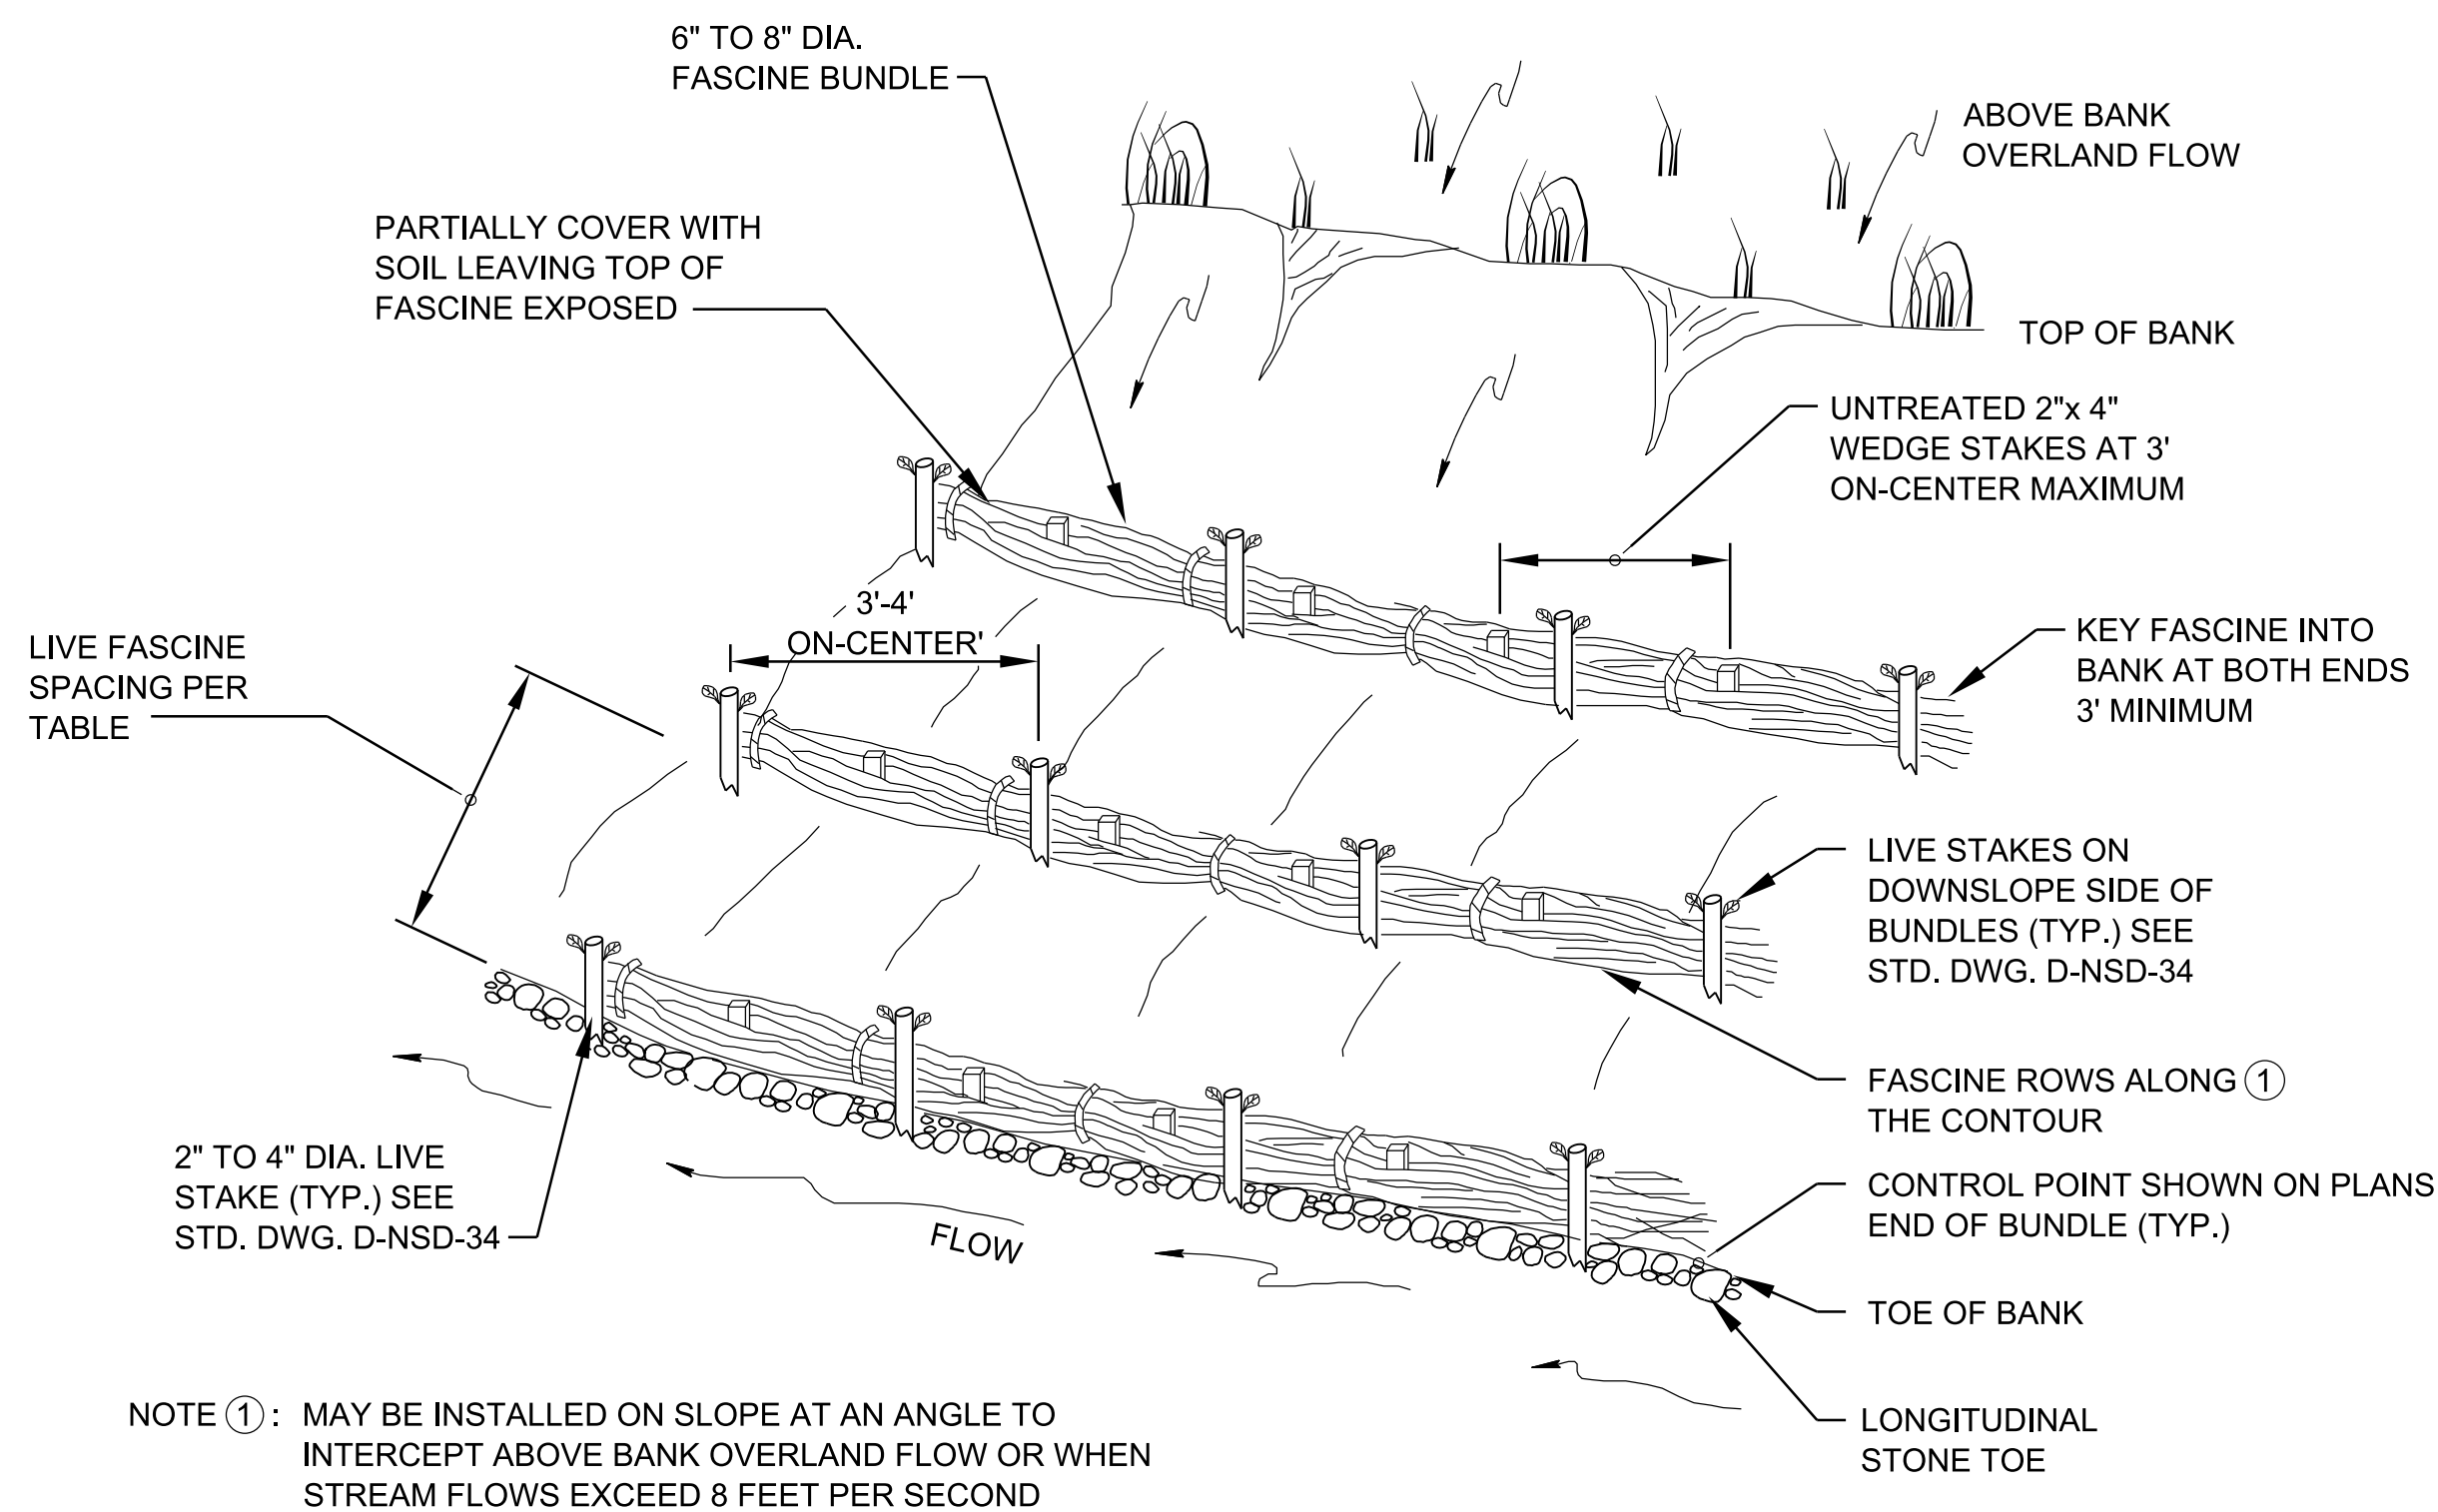 6" TO 8" DIA.
FASCINE BUNDLE
ABOVE BANK
OVERLAND FLOW
PARTIALLY COVER WITH
SOIL LEAVING TOP OF
FASCINE EXPOSED
TOP OF BANK
UNTREATED 2"x 4"
WEDGE STAKES AT 3'
ON-CENTER MAXIMUM
3'-4'
ON-CENTER'
LIVE FASCINE
SPACING PER
TABLE
KEY FASCINE INTO
BANK AT BOTH ENDS
3' MINIMUM
LIVE STAKES ON
DOWNSLOPE SIDE OF
BUNDLES (TYP.) SEE
STD. DWG. D-NSD-34
FASCINE ROWS ALONG ①
THE CONTOUR
2" TO 4" DIA. LIVE
STAKE (TYP.) SEE
STD. DWG. D-NSD-34
CONTROL POINT SHOWN ON PLANS
END OF BUNDLE (TYP.)
FLOW
TOE OF BANK
LONGITUDINAL
STONE TOE
NOTE ①: MAY BE INSTALLED ON SLOPE AT AN ANGLE TO
INTERCEPT ABOVE BANK OVERLAND FLOW OR WHEN
STREAM FLOWS EXCEED 8 FEET PER SECOND